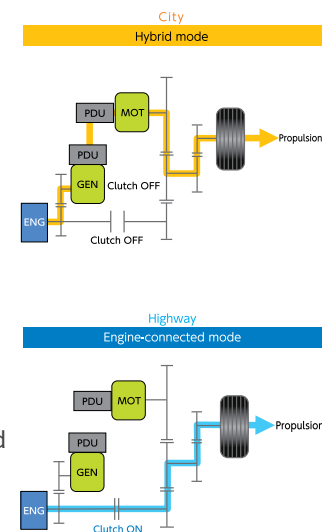 City
Hybrid mode
PDU
MOT
Propulsion
PDU
GEN
Clutch OFF
ENG
Clutch OFF
Highway
Engine-connected mode
PDU
MOT
Propulsion
d
PDU
GEN
ENG
Clutch ON